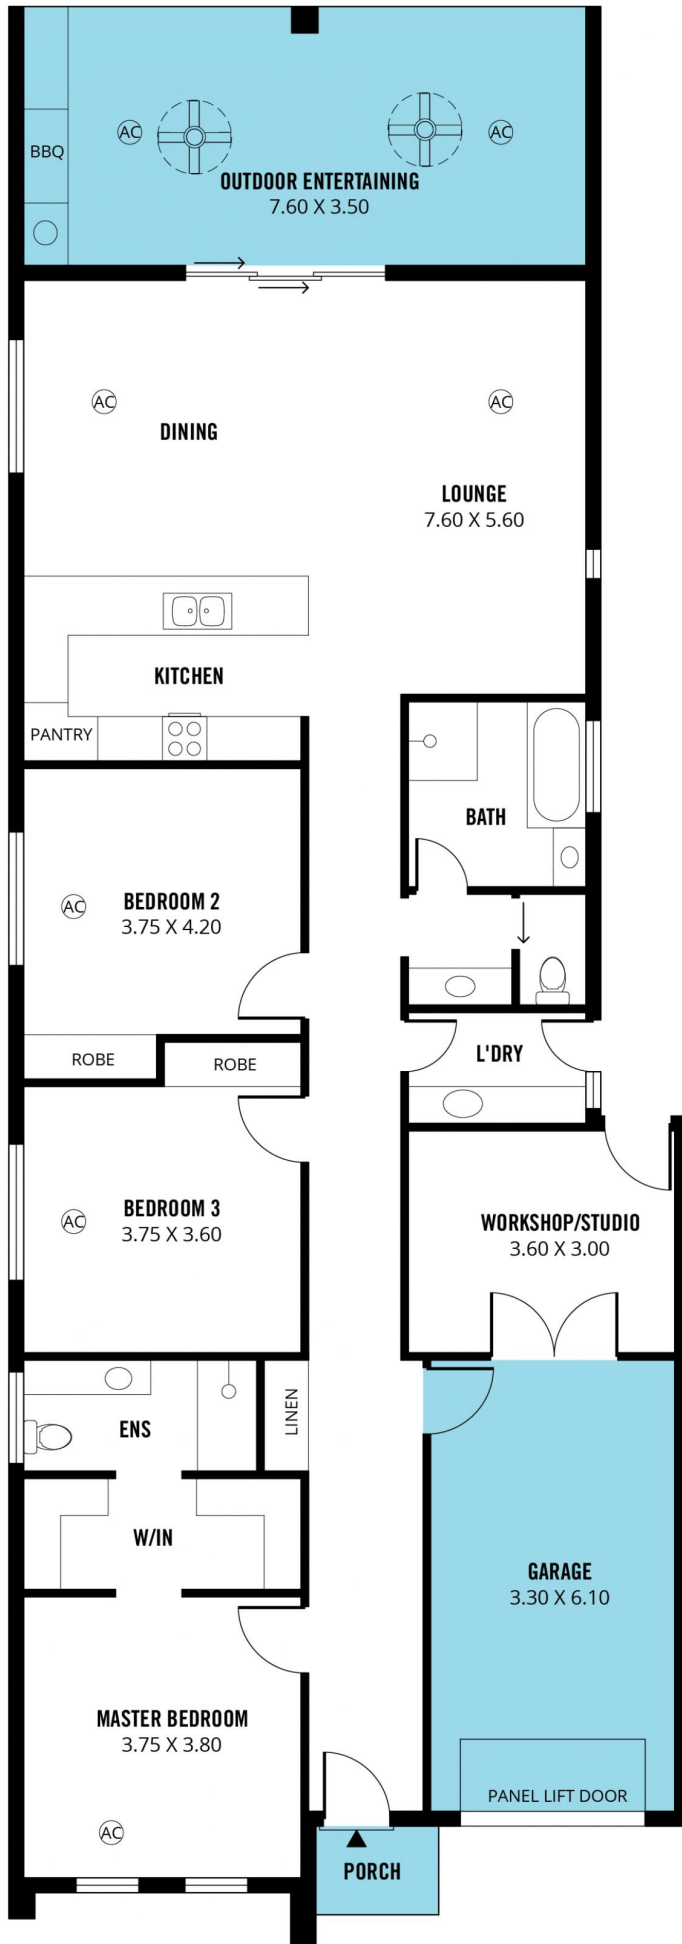 AC
AC
BBQ
OUTDOOR ENTERTAINING
7.60 X 3.50
AC
AC
DINING
LOUNGE
7.60 X 5.60
KITCHEN
PANTRY
BATH
AC
BEDROOM 2
3.75 X 4.20
ROBE
ROBE
L'DRY
AC
BEDROOM 3
3.75 X 3.60
WORKSHOP/STUDIO
3.60 X 3.00
LINEN
ENS
W/IN
GARAGE
3.30 X 6.10
MASTER BEDROOM
3.75 X 3.80
AC
PANEL LIFT DOOR
PORCH